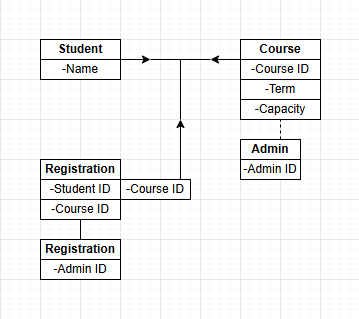 Student
-Name
Course
-Course ID
-Term
-Capacity
Admin
-Admin ID
Registration
-Student ID
-Course ID
-Course ID
Registration
-Admin ID